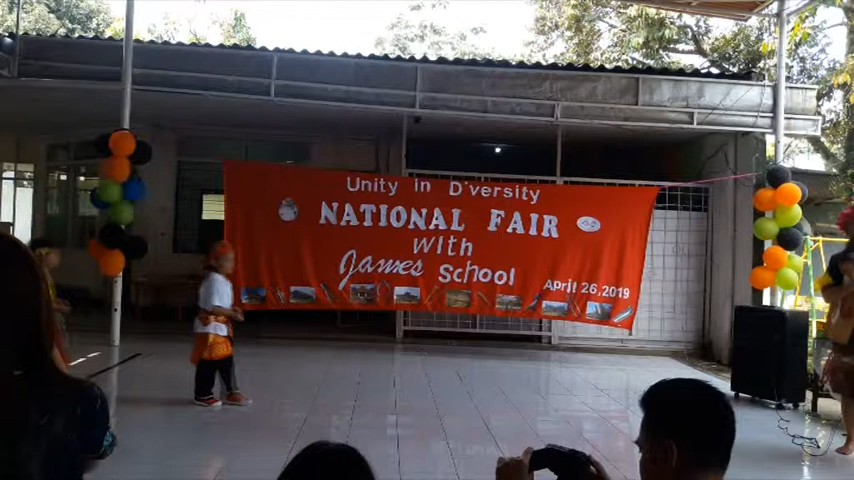 Unity in D'versity
NATIONAL FAIR
WITH
James School
April 26,2019